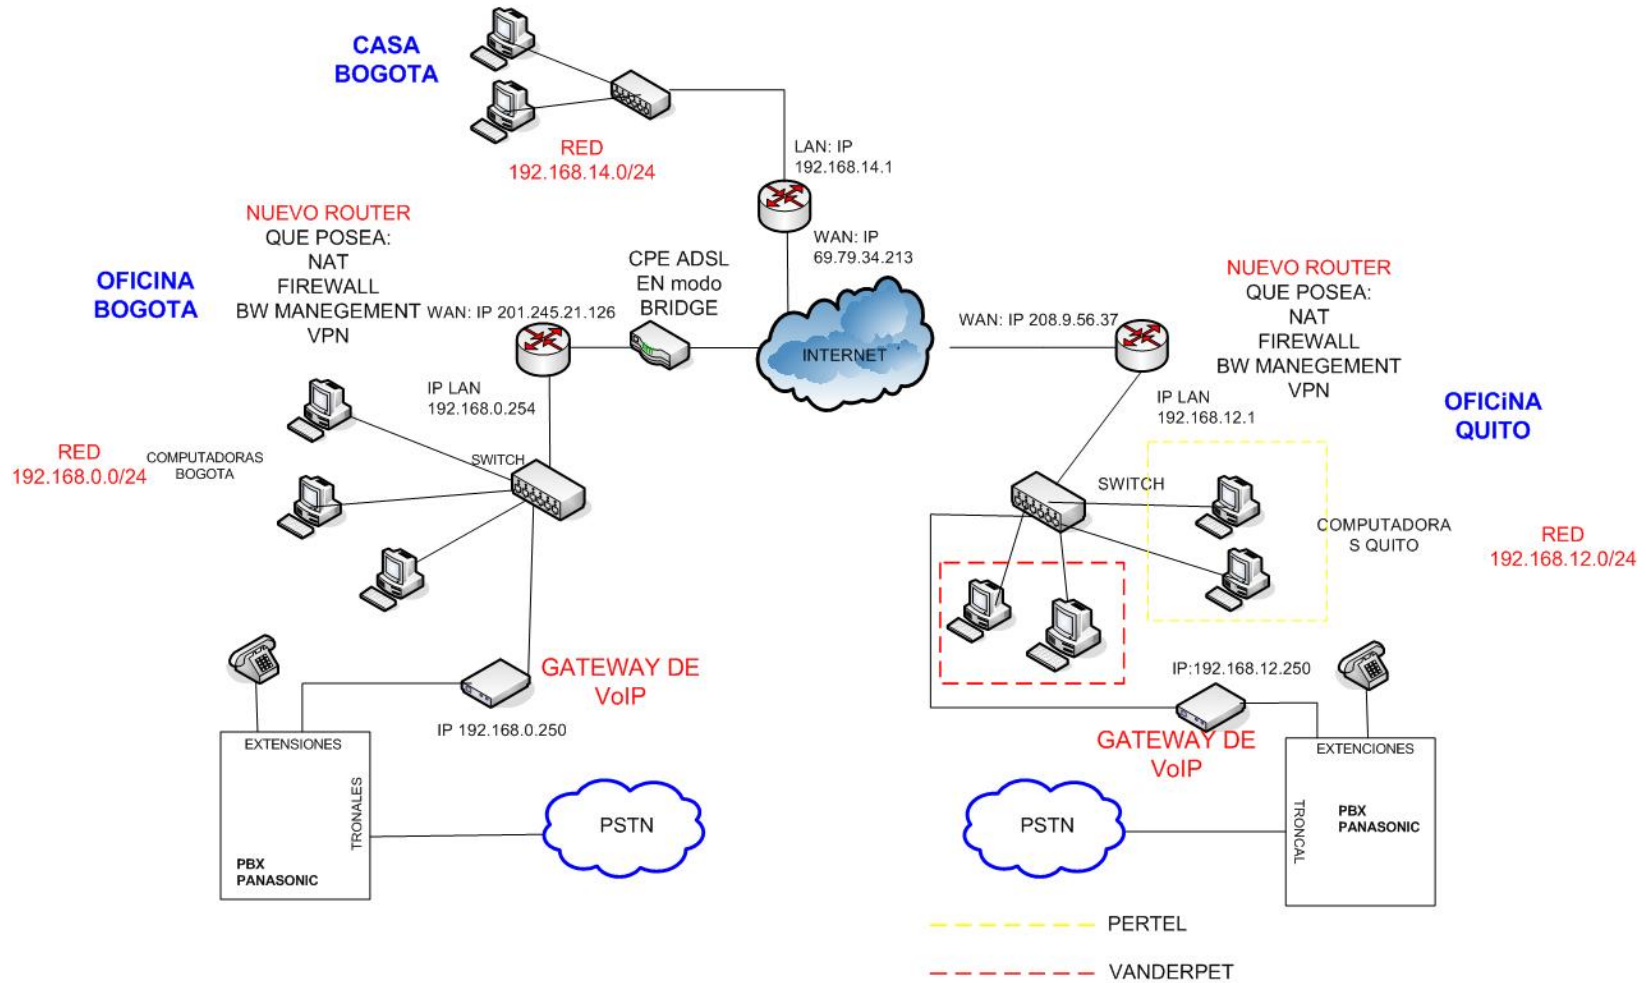 CASA
BOGOTA
RED
192.168.14.0/24
LAN: IP
192.168.14.1
WAN: IP
69.79.34.213
NUEVO ROUTER
QUE POSEA:
NAT
FIREWALL
BW MANEGEMENT
VPN
OFICINA
BOGOTA
WAN: IP 201.245.21.126
CPE ADSL
EN modo
BRIDGE
INTERNET
WAN: IP 208.9.56.37
NUEVO ROUTER
QUE POSEA:
NAT
FIREWALL
BW MANEGEMENT
VPN
OFICiNA
QUITO
IP LAN
192.168.0.254
IP LAN
192.168.12.1
RED
192.168.0.0/24
COMPUTADORAS
BOGOTA
SWITCH
SWITCH
COMPUTADORA
S QUITO
RED
192.168.12.0/24
GATEWAY DE
VoIP
IP 192.168.0.250
IP:192.168.12.250
GATEWAY DE
VoIP
EXTENSIONES
TRONALES
PBX
PANASONIC
PSTN
PSTN
EXTENCIONES
TRONCAL
PBX
PANASONIC
PERTEL
VANDERPET